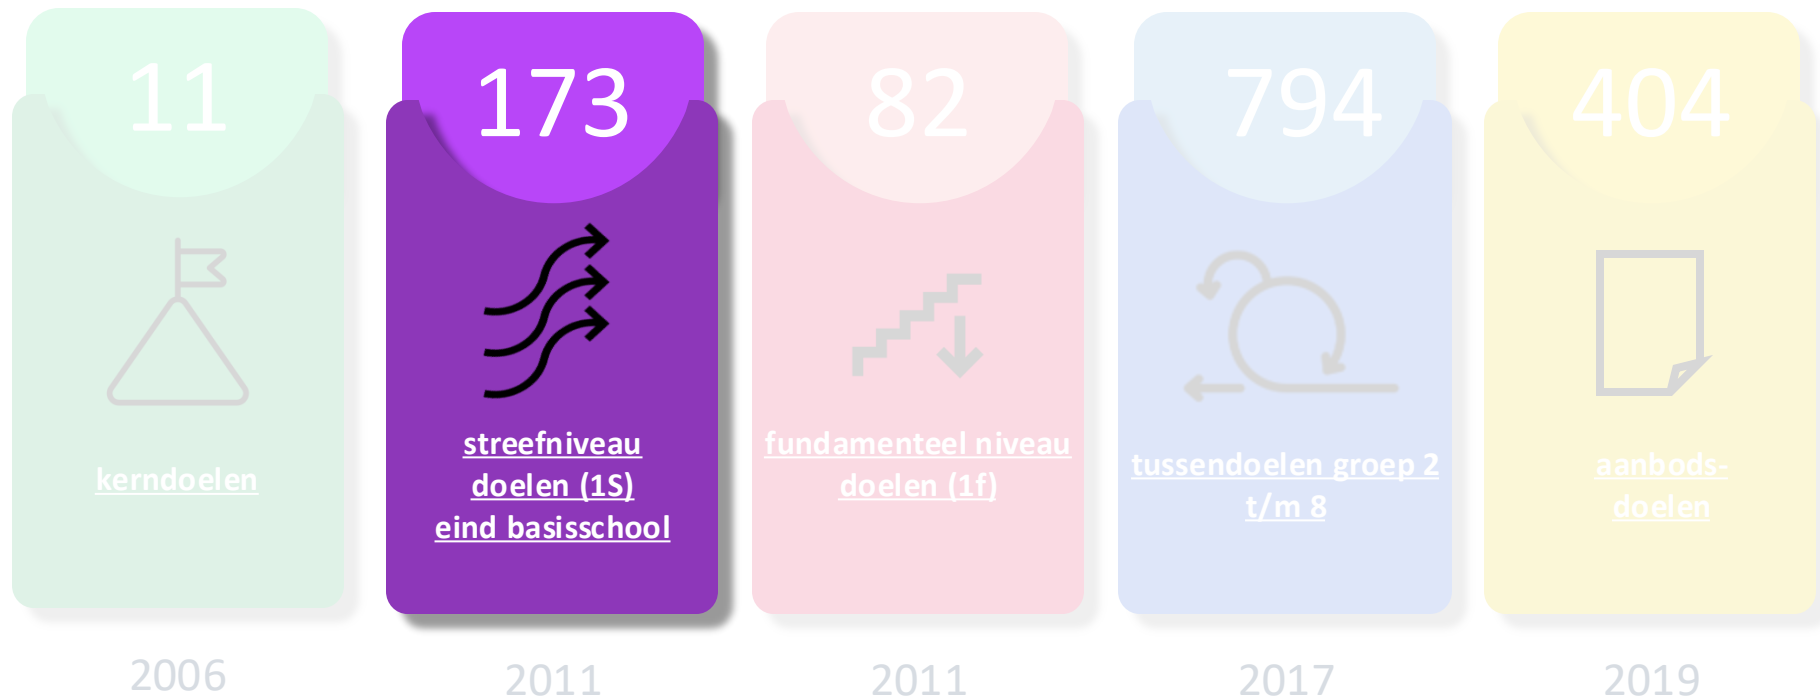 11
kerndoelen
2006
173
streefniveau
doelen (1S)
eind basisschool
2011
82
fundamenteel niveau
doelen (1f)
2011
794
tussendoelen groep 2
t/m 8
2017
404
aanbods-
doelen
2019